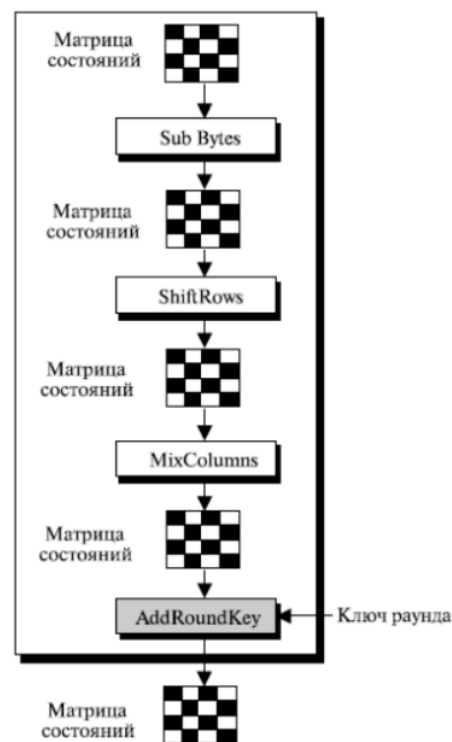 Матрица
состояний
Sub Bytes
Матрица
состояний
ShiftRows
Матрица
состояний
MixColumns
Матрица
состояний
AddRoundKey
Ключ раунда
Матрица
состояний